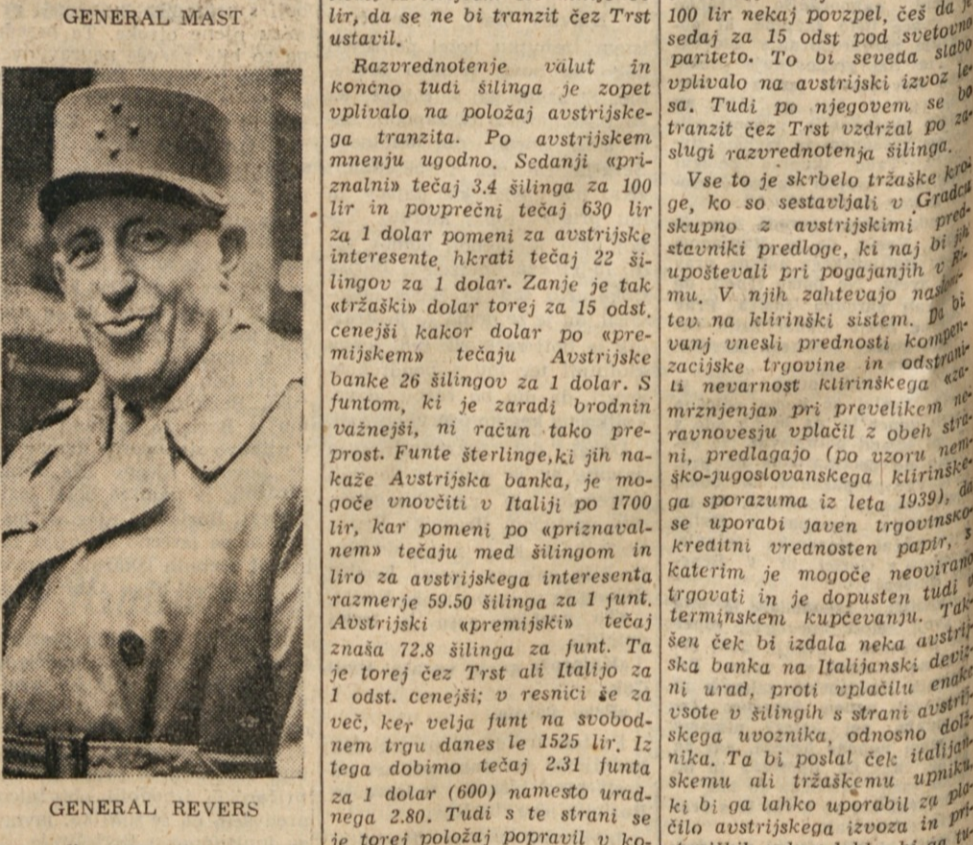 GENERAL MAST
GENERAL REVERS
lir, da se ne bi tranzit čez Trst
ustavil.
Razvrednotenje valut in
končno tudi šilinga je zopet
vplivalo na položaj avstrijske-
ga tranzita. Po avstrijskem
mnenju ugodno. Sedanji «pri-
znalni» tečaj 3.4 šilinga za 100
lir in povprečni tečaj 630 lir
za 1 dolar pomeni za avstrijske
interesente hkrati tečaj 22 ši-
lingov za 1 dolar. Zanje je tak
«tržaški» dolar torej za 15 odst.
cenejši kakor dolar po «pre-
mijskem» tečaju Avstrijske
banke 26 šilingov za 1 dolar. S
funtom, ki je zaradi brodnin
važnejši, ni račun tako pre-
prost. Funte šterlinge,ki jih na-
kaže Avstrijska banka, je mo-
goče vnovčiti v Italiji po 1700
lir, kar pomeni po «priznaval-
nem» tečaju med šilingom in
liro za avstrijskega interesenta
razmerje 59.50 šilinga za 1 funt.
Avstrijski «premijski» tečaj
znaša 72.8 šilinga za funt. Ta
je torej čez Trst ali Italijo za
1 odst. cenejši; v resnici še za
več, ker velja funt na svobod-
nem trgu danes le 1525 lir. Iz
tega dobimo tečaj 2.31 funta
za 1 dolar (600) namesto urad-
nega 2.80. Tudi s te strani se
je torej položaj popravil v ko-
100 lir nekaj povzpel, češ da je
sedaj za 15 odst pod svetovno
pariteto. To bi seveda slabo
vplivalo na avstrijski izvoz le-
sa. Tudi po njegovem se bo
tranzit čez Trst vzdržal po za-
slugi razvrednotenja šilinga.
Vse to je skrbelo tržaške kro-
ge, ko so sestavljali v Gradcu
skupno z avstrijskimi pred-
stavniki predloge, ki naj bi jih
upoštevali pri pogajanjih v Ri-
mu. V njih zahtevajo naslon-
tev na klirinški sistem. Da bi
vanj vnesli prednosti kompen-
zacijske trgovine in odstrani-
li nevarnost klirinškega «za-
mrznjenja» pri prevelikem ne-
ravnovesju vplačil z obeh stra-
ni, predlagajo (po vzoru nem-
ško-jugoslovanskega klirinške-
ga sporazuma iz leta 1939), da
se uporabi javen trgovinsko
kreditni vrednosten papir, s
katerim je mogoče neovirano
trgovati in je dopusten tudi v
terminskem kupčevanju. Tak-
šen ček bi izdala neka avstrij-
ska banka na Italijanski deviz-
ni urad, proti vplačilu enake
vsote v šilingih s strani avstrij-
skega uvoznika, odnosno dolž-
nika. Ta bi poslal ček italijan-
skemu ali tržaškemu upniku,
ki bi ga lahko uporabil za pla-
čilo avstrijskega izvoza in pri-